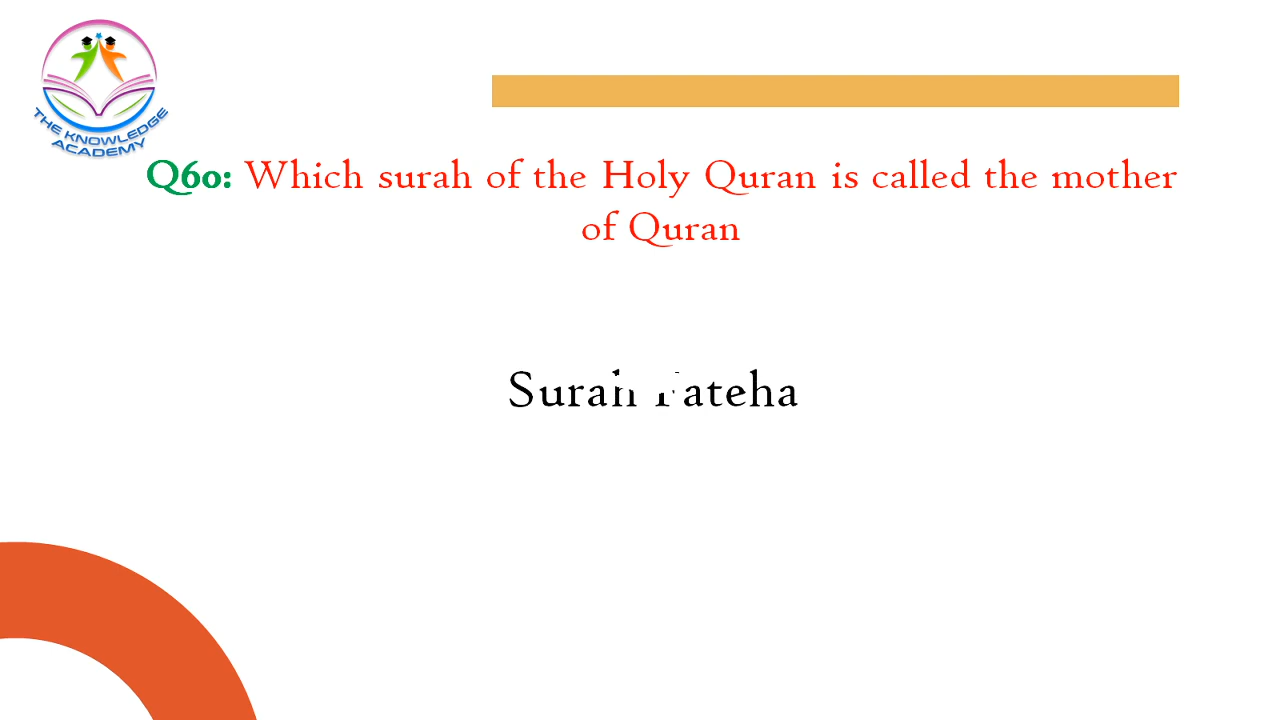 THE KNOWLEDGE
ACADEMY
Q60: Which surah of the Holy Quran is called the mother
of Quran
Surah Fateha